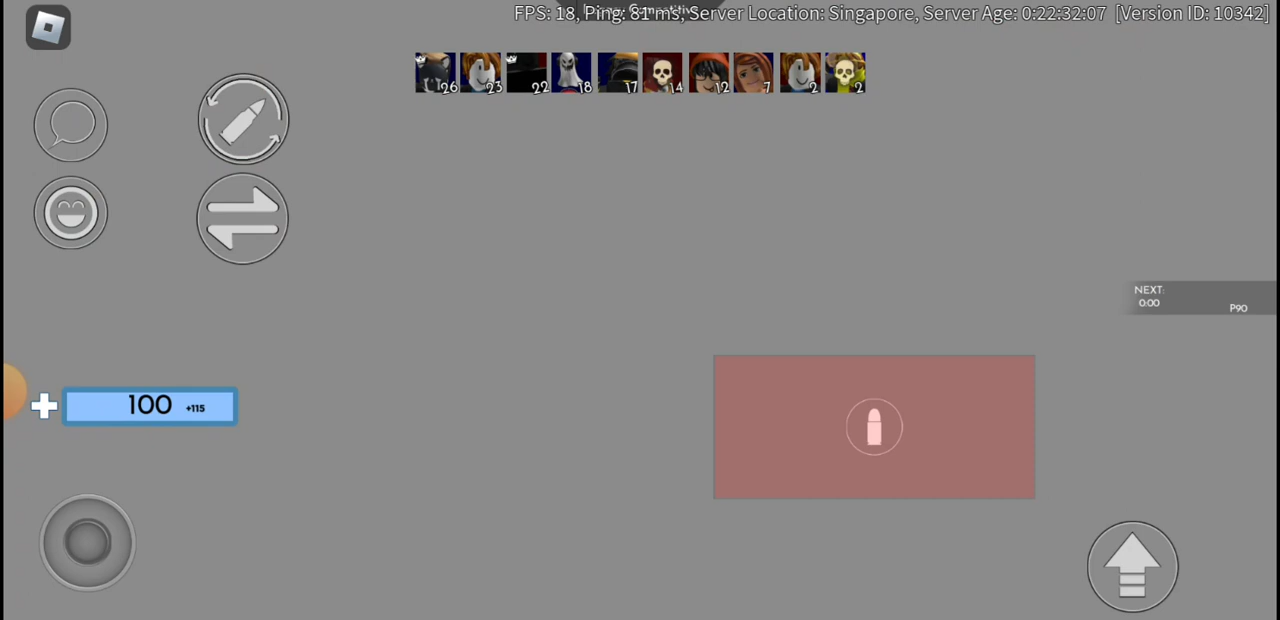 FPS: 18, Ping: 81 ms, Server Location: Singapore, Server Age: 0:22:32:07 [Version ID: 10342]
26 23 22 18 17 14 12 7 2 2
NEXT:
0:00
P90
100 +115